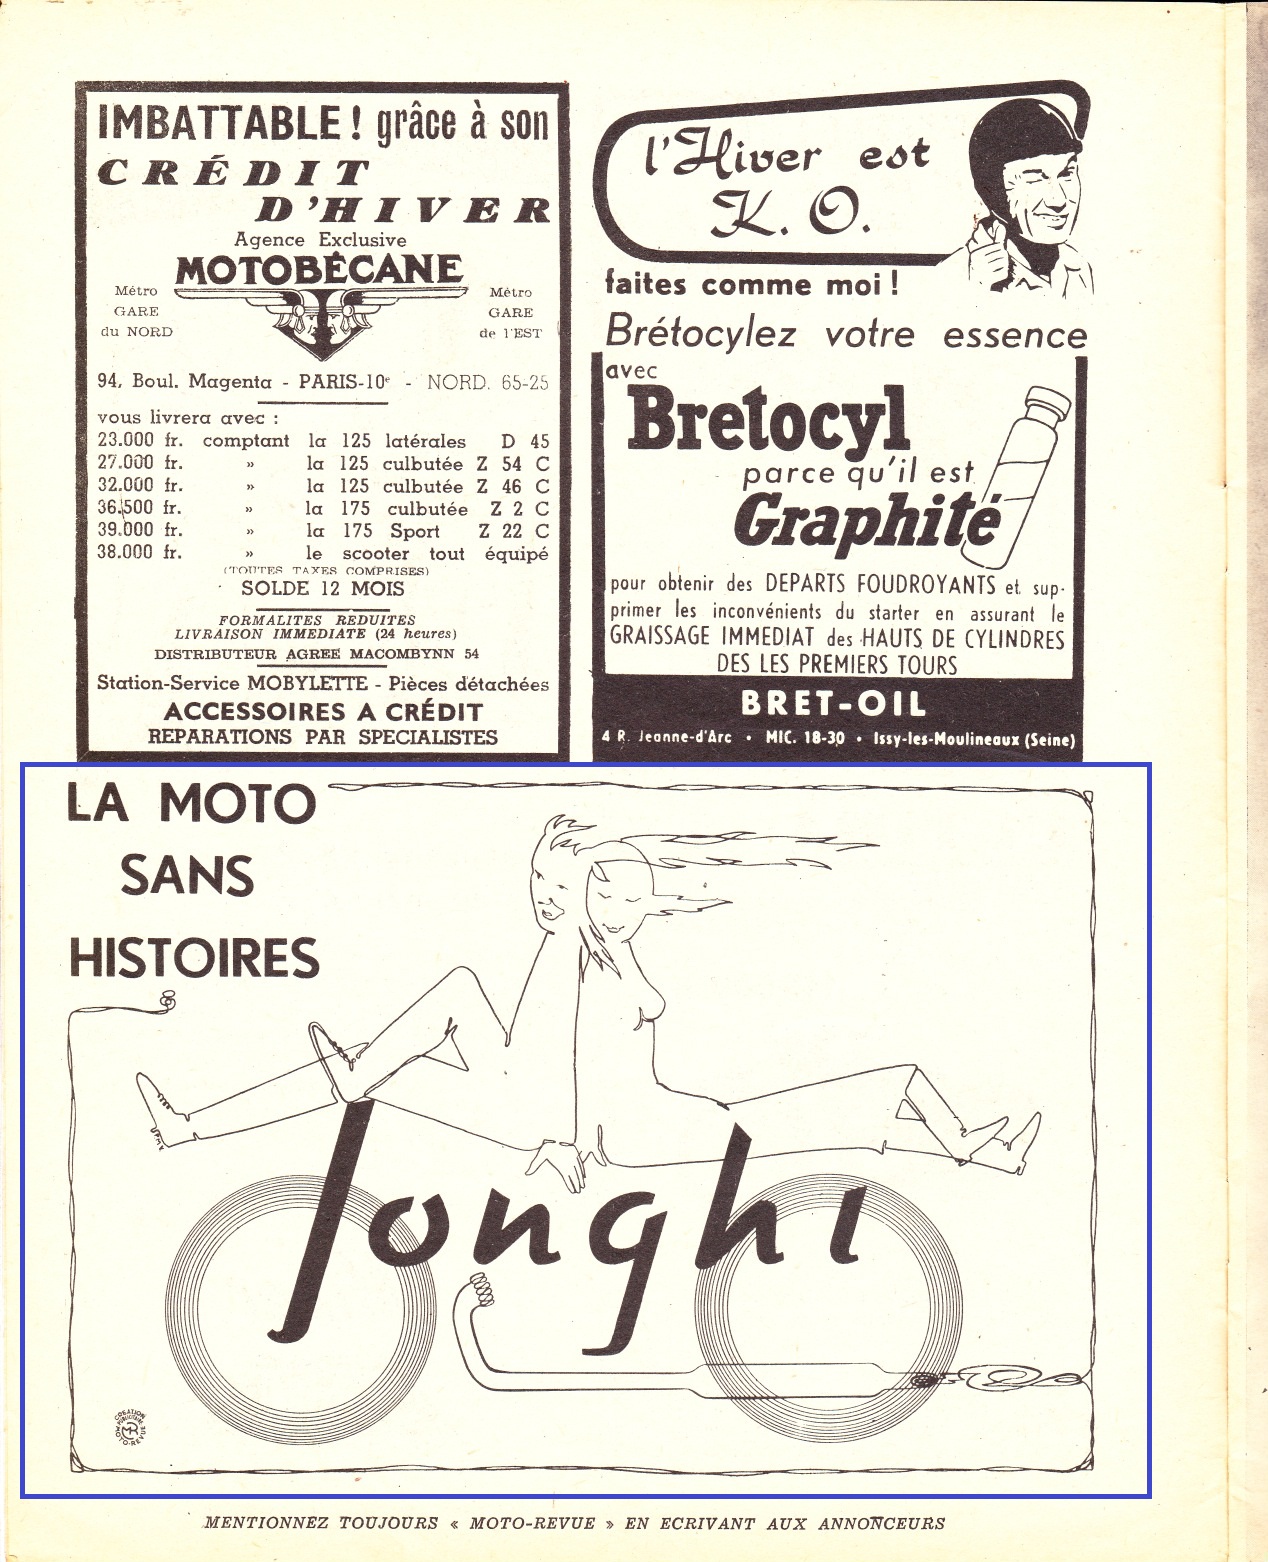 IMBATTABLE ! grâce à son
CRÉDIT
D'HIVER
Agence Exclusive
MOTOBÉCANE
Métro
GARE
du NORD
Métro
GARE
de l'EST
94, Boul. Magenta - PARIS-10e - NORD. 65-25
vous livrera avec :
23.000 fr. comptant la 125 latérales D 45
27.000 fr. » la 125 culbutée Z 54 C
32.000 fr. » la 125 culbutée Z 46 C
36.500 fr. » la 175 culbutée Z 2 C
39.000 fr. » la 175 Sport Z 22 C
38.000 fr. » le scooter tout équipé
(TOUTES TAXES COMPRISES)
SOLDE 12 MOIS
FORMALITES REDUITES
LIVRAISON IMMEDIATE (24 heures)
DISTRIBUTEUR AGREE MACOMBYNN 54
Station-Service MOBYLETTE - Pièces détachées
ACCESSOIRES A CRÉDIT
REPARATIONS PAR SPECIALISTES
l'Hiver est
K. O.
faites comme moi !
Brétocylez votre essence
avec
Bretocyl
parce qu'il est
Graphité
pour obtenir des DEPARTS FOUDROYANTS et sup-
primer les inconvénients du starter en assurant le
GRAISSAGE IMMEDIAT des HAUTS DE CYLINDRES
DES LES PREMIERS TOURS
BRET-OIL
4 R. Jeanne-d'Arc • MIC. 18-30 • Issy-les-Moulineaux (Seine)
LA MOTO
SANS
HISTOIRES
Jonghi
CREATION
PUBLICITAIRE
MR
MOTO-REVUE
MENTIONNEZ TOUJOURS « MOTO-REVUE » EN ECRIVANT AUX ANNONCEURS